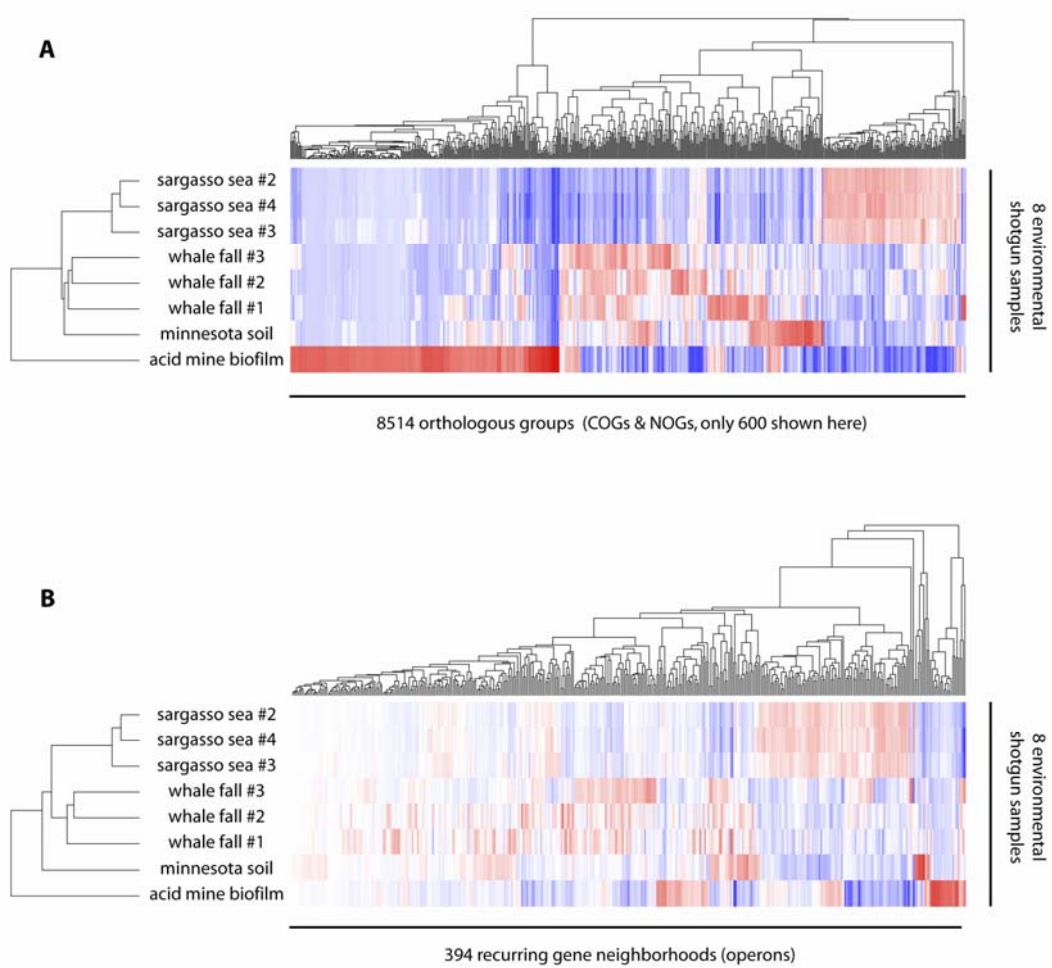 A
sargasso sea #2
sargasso sea #4
sargasso sea #3
whale fall #3
whale fall #2
whale fall #1
minnesota soil
acid mine biofilm
8 environmental
shotgun samples
8514 orthologous groups (COGs & NOGs, only 600 shown here)
B
sargasso sea #2
sargasso sea #4
sargasso sea #3
whale fall #3
whale fall #2
whale fall #1
minnesota soil
acid mine biofilm
8 environmental
shotgun samples
394 recurring gene neighborhoods (operons)